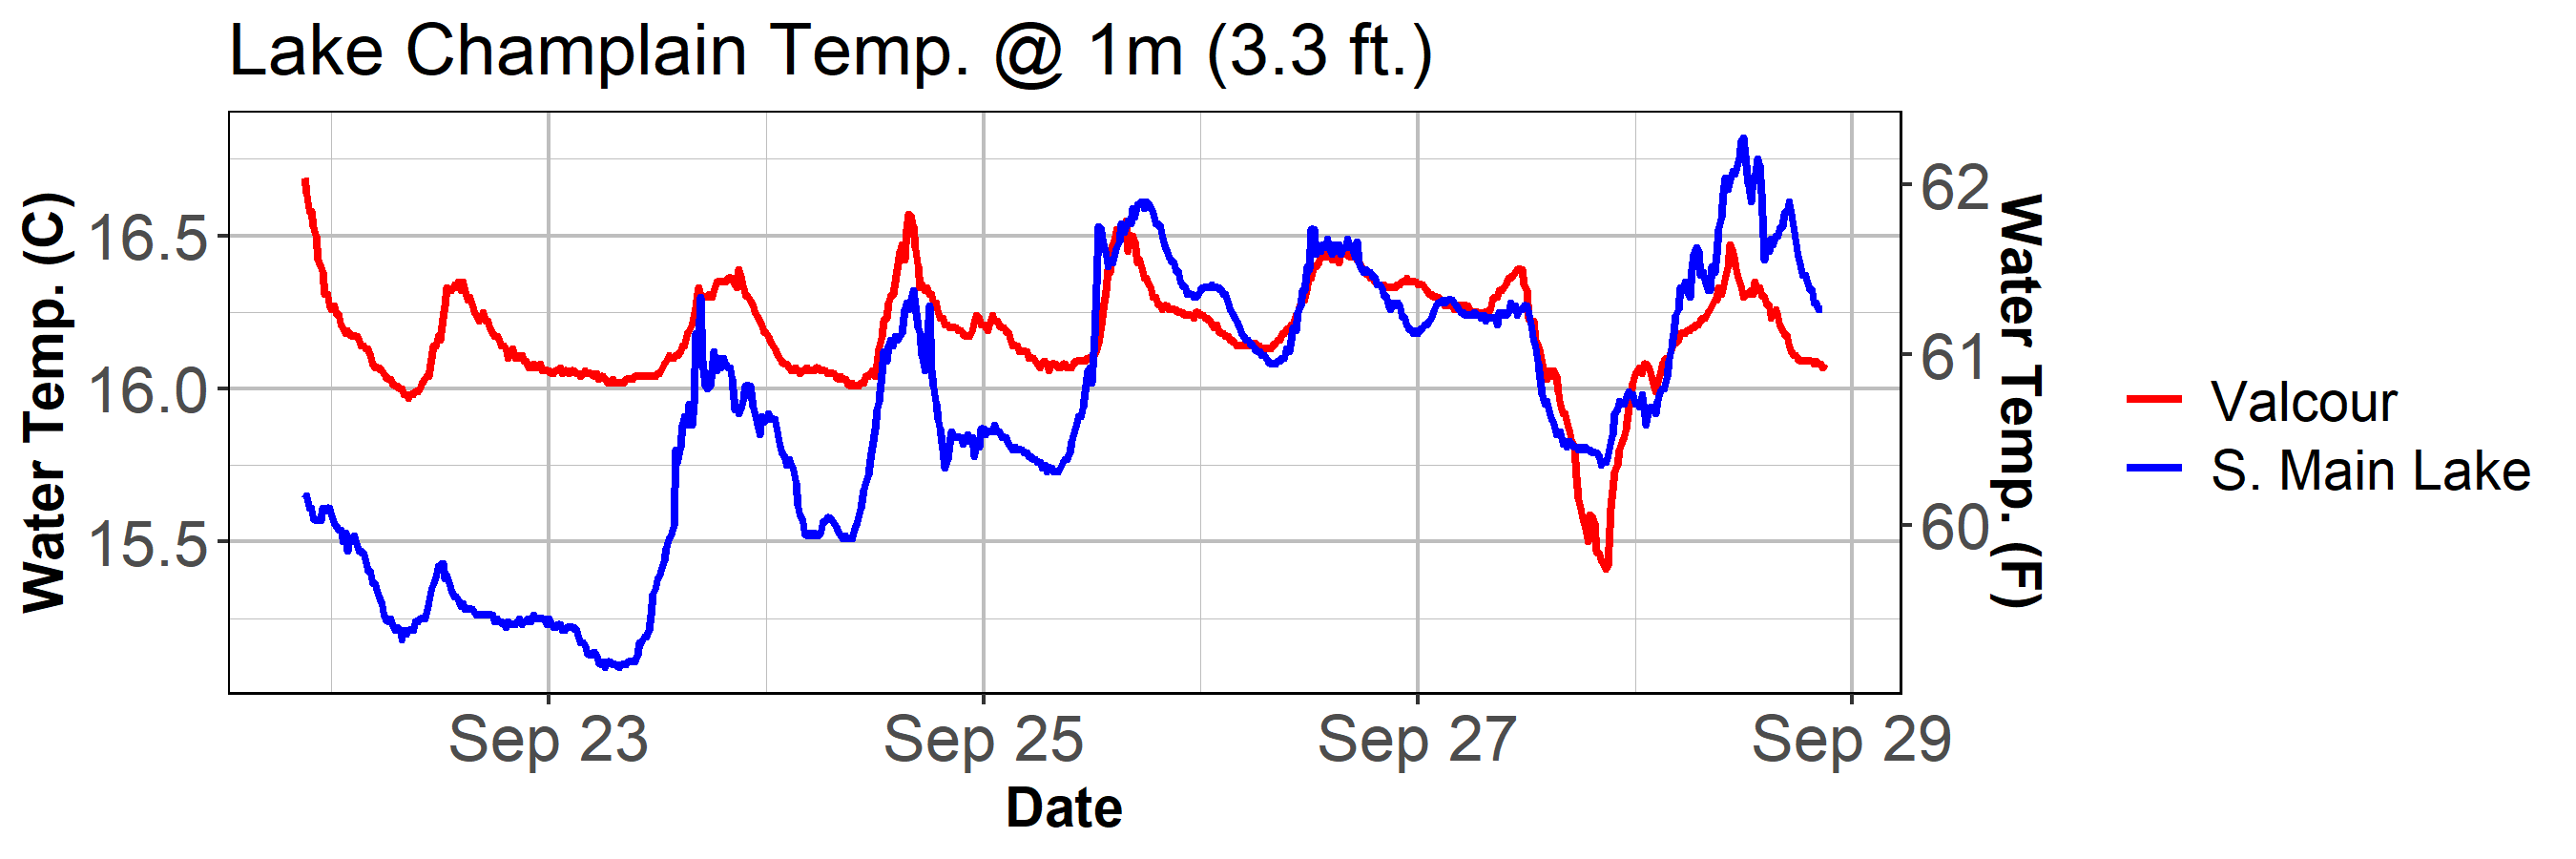 Lake Champlain Temp. @ 1m (3.3 ft.)
Water Temp. (C)
16.5
16.0
15.5
62
61
60
Water Temp. (F)
Sep 23
Sep 25
Sep 27
Sep 29
Date
Valcour
S. Main Lake